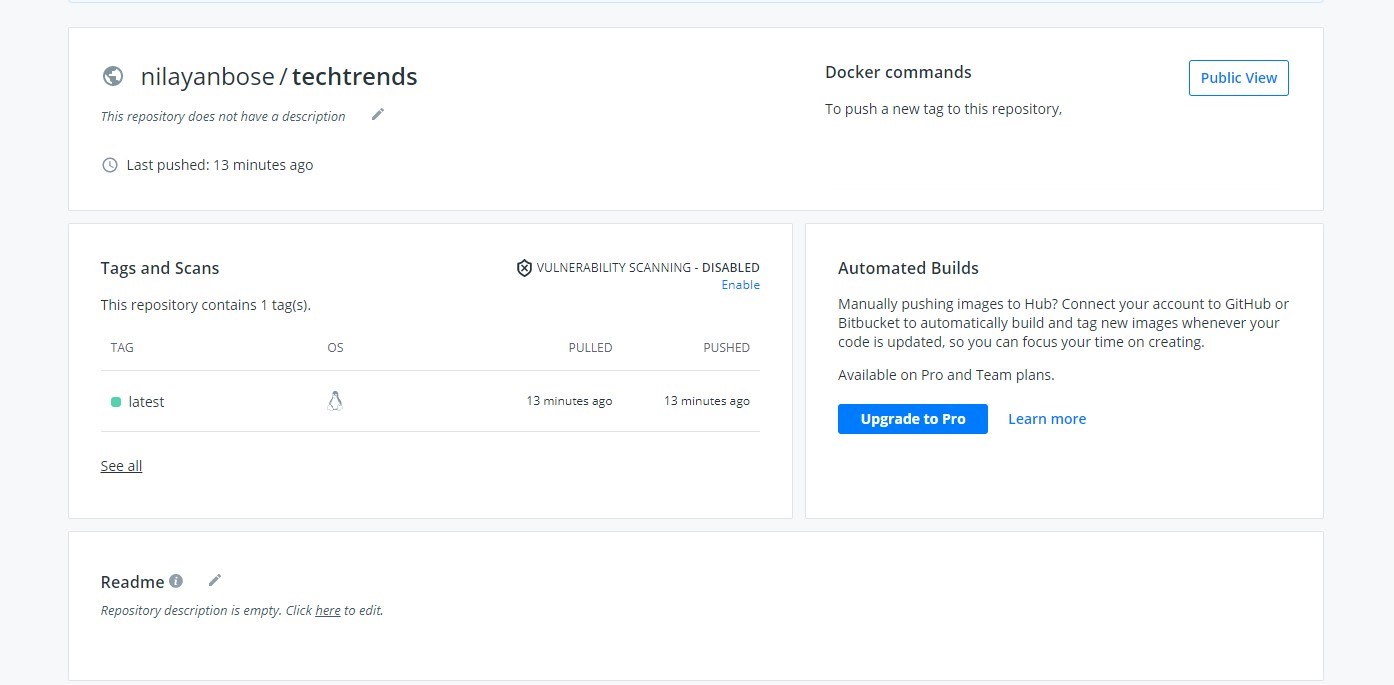 nilayanbose / techtrends
This repository does not have a description
Last pushed: 13 minutes ago
Docker commands
To push a new tag to this repository,
Public View
Tags and Scans
VULNERABILITY SCANNING - DISABLED
Enable
This repository contains 1 tag(s).
TAG OS PULLED PUSHED
latest 13 minutes ago 13 minutes ago
See all
Automated Builds
Manually pushing images to Hub? Connect your account to GitHub or
Bitbucket to automatically build and tag new images whenever your
code is updated, so you can focus your time on creating.
Available on Pro and Team plans.
Upgrade to Pro Learn more
Readme
Repository description is empty. Click here to edit.